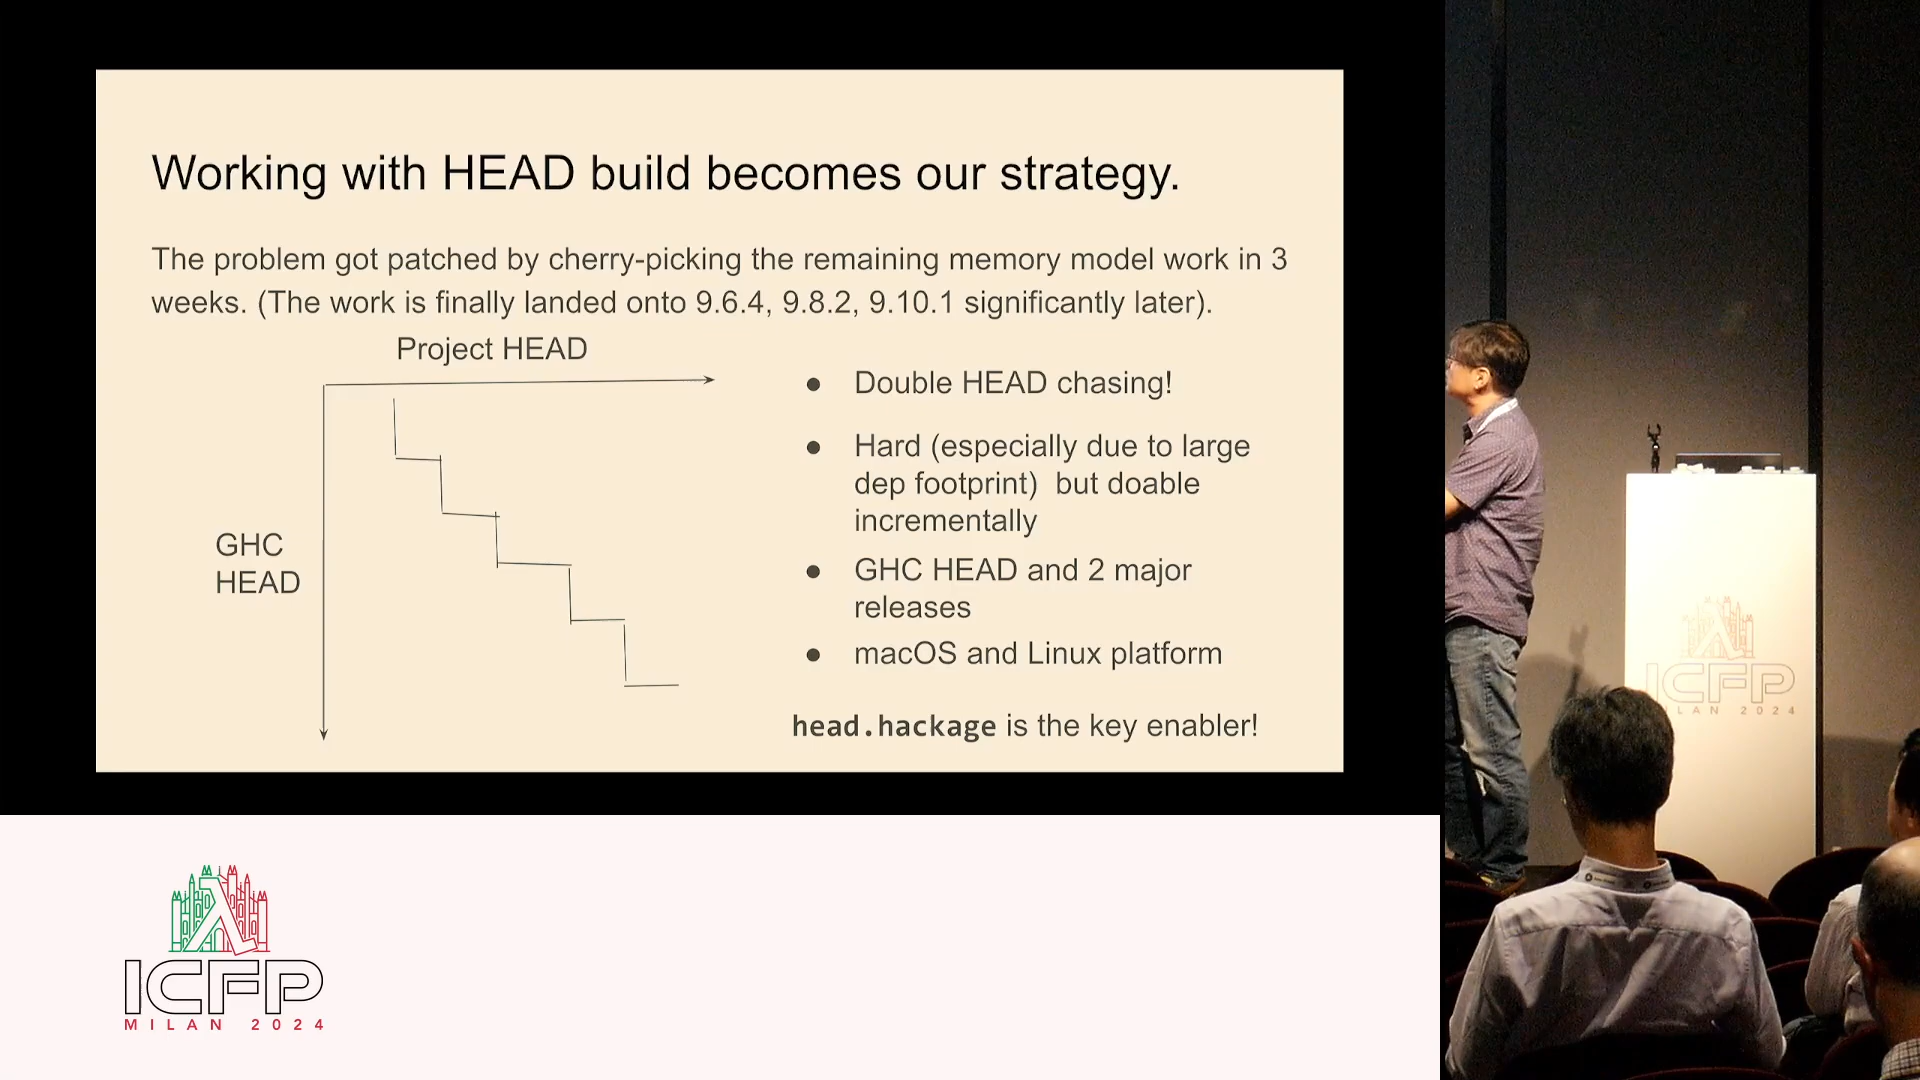 Working with HEAD build becomes our strategy.
The problem got patched by cherry-picking the remaining memory model work in 3
weeks. (The work is finally landed onto 9.6.4, 9.8.2, 9.10.1 significantly later).
Project HEAD
GHC
HEAD
● Double HEAD chasing!
● Hard (especially due to large
dep footprint)  but doable
incrementally
● GHC HEAD and 2 major
releases
● macOS and Linux platform
head.hackage is the key enabler!
ICFP
MILAN 2024
ICFP
MILAN 2024